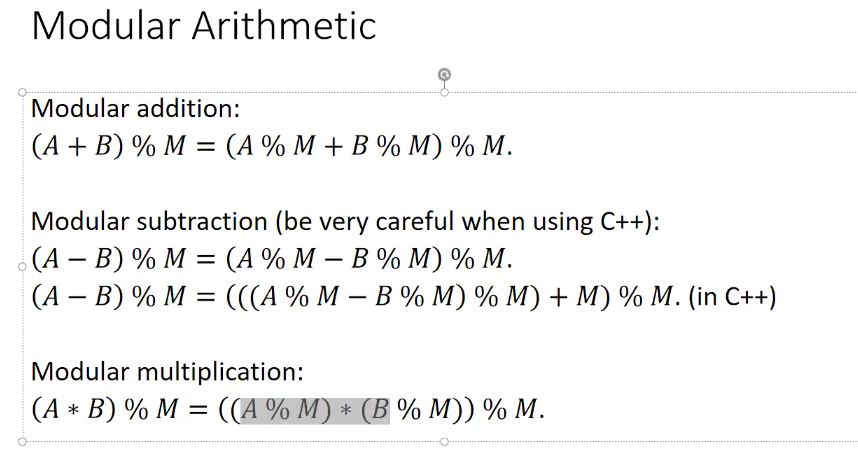 Modular Arithmetic
Modular addition:
(A + B) % M = (A % M + B % M) % M.
Modular subtraction (be very careful when using C++):
(A − B) % M = (A % M − B % M) % M.
(A − B) % M = (((A % M − B % M) % M) + M) % M. (in C++)
Modular multiplication:
(A ∗ B) % M = ((A % M) ∗ (B % M)) % M.